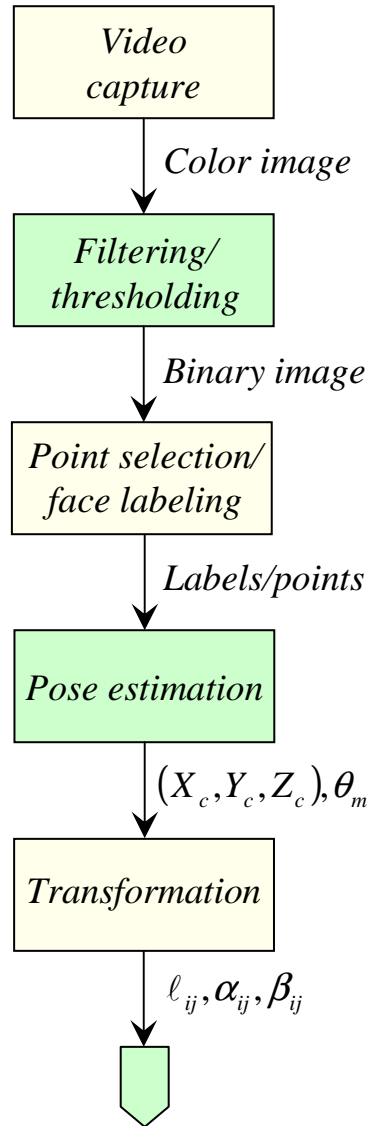 Video
capture
Color image
Filtering/
thresholding
Binary image
Point selection/
face labeling
Labels/points
Pose estimation
(X_c, Y_c, Z_c), θ_m
Transformation
ℓ_ij, α_ij, β_ij